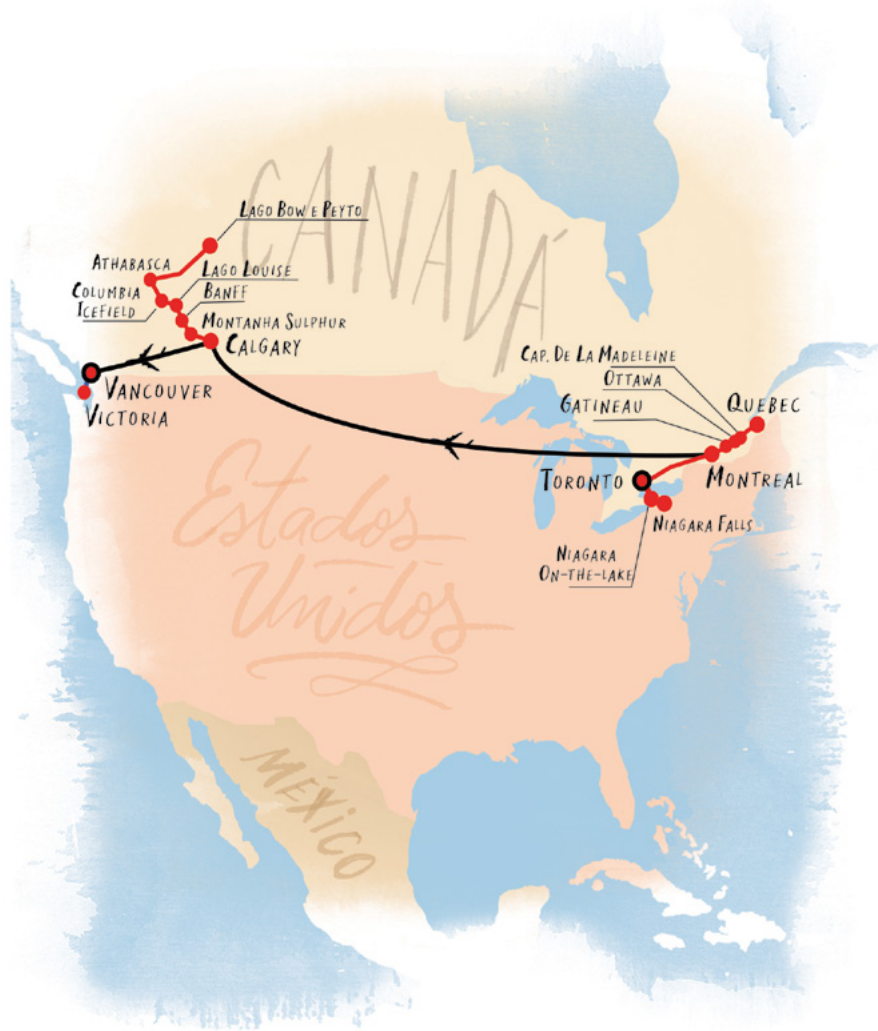 CANADÁ
LAGO BOW E PEYTO
ATHABASCA
LAGO LOUISE
COLUMBIA
ICEFIELD
BANFF
MONTANHA SULPHUR
CALGARY
VANCOUVER
VICTORIA
CAP. DE LA MADELEINE
OTTAWA
GATINEAU
QUEBEC
TORONTO
MONTREAL
NIAGARA FALLS
NIAGARA
ON-THE-LAKE
Estados
Unidos
MÉXICO